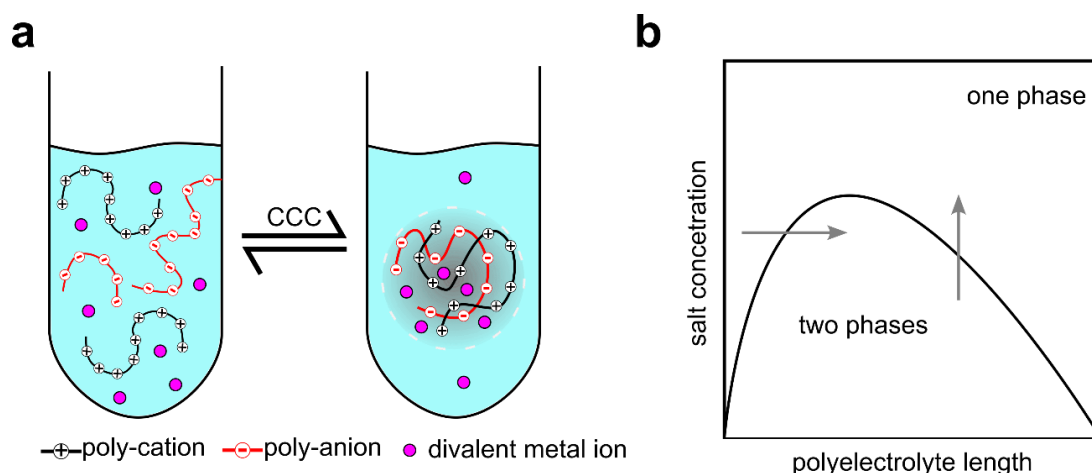 a
CCC
poly-cation
poly-anion
divalent metal ion
b
one phase
two phases
salt concetration
polyelectrolyte length